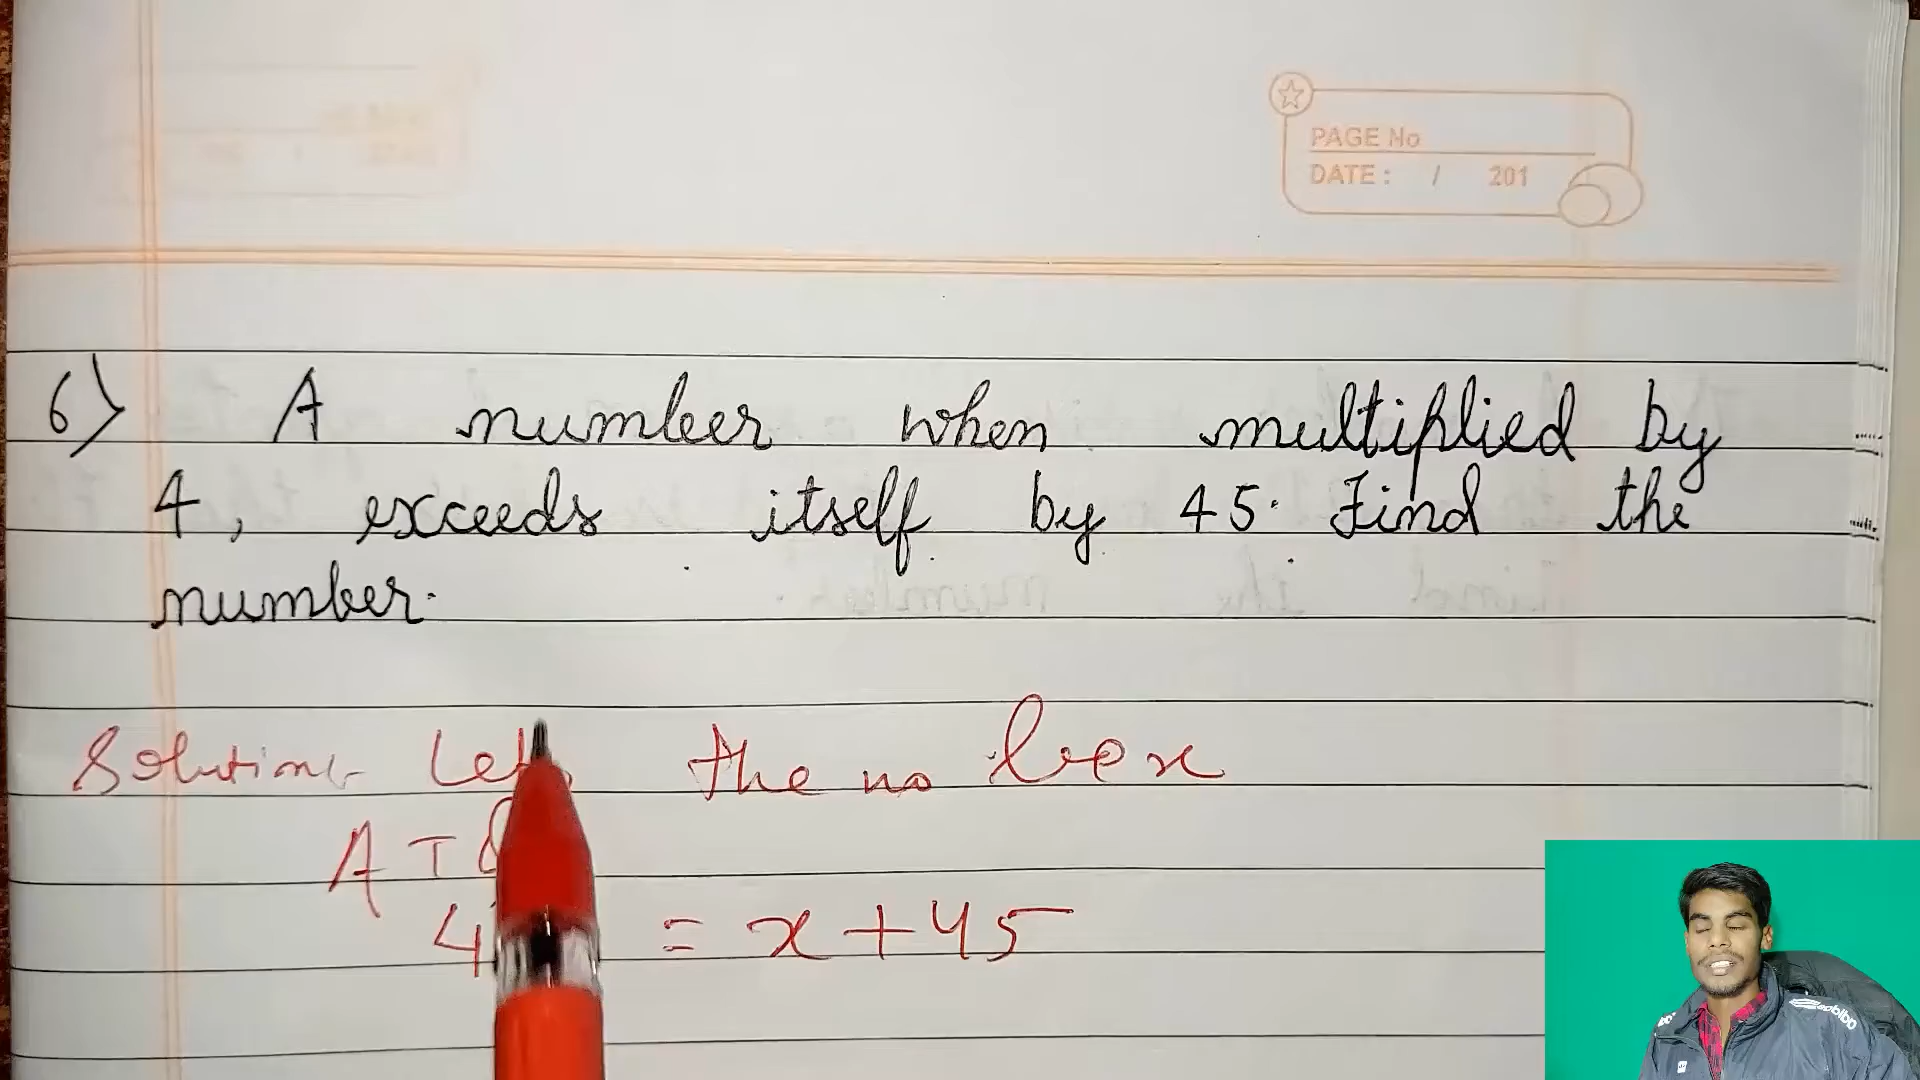 PAGE No
DATE : / 201
6) A number when multiplied by
4, exceeds itself by 45. Find the
number.
Solution:- Let the no be x
ATQ
4 = x + 45